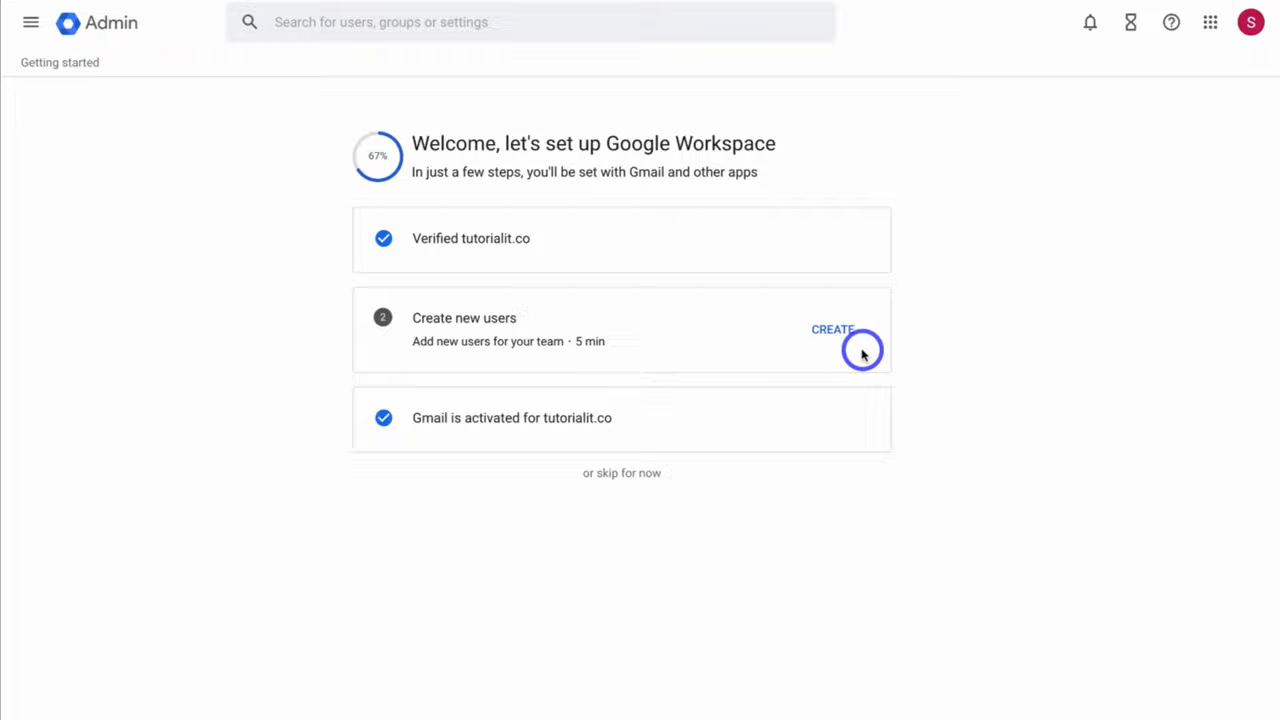 Admin
Search for users, groups or settings
S
Getting started
67%
Welcome, let's set up Google Workspace
In just a few steps, you'll be set with Gmail and other apps
Verified tutorialit.co
2
Create new users
Add new users for your team · 5 min
CREATE
Gmail is activated for tutorialit.co
or skip for now